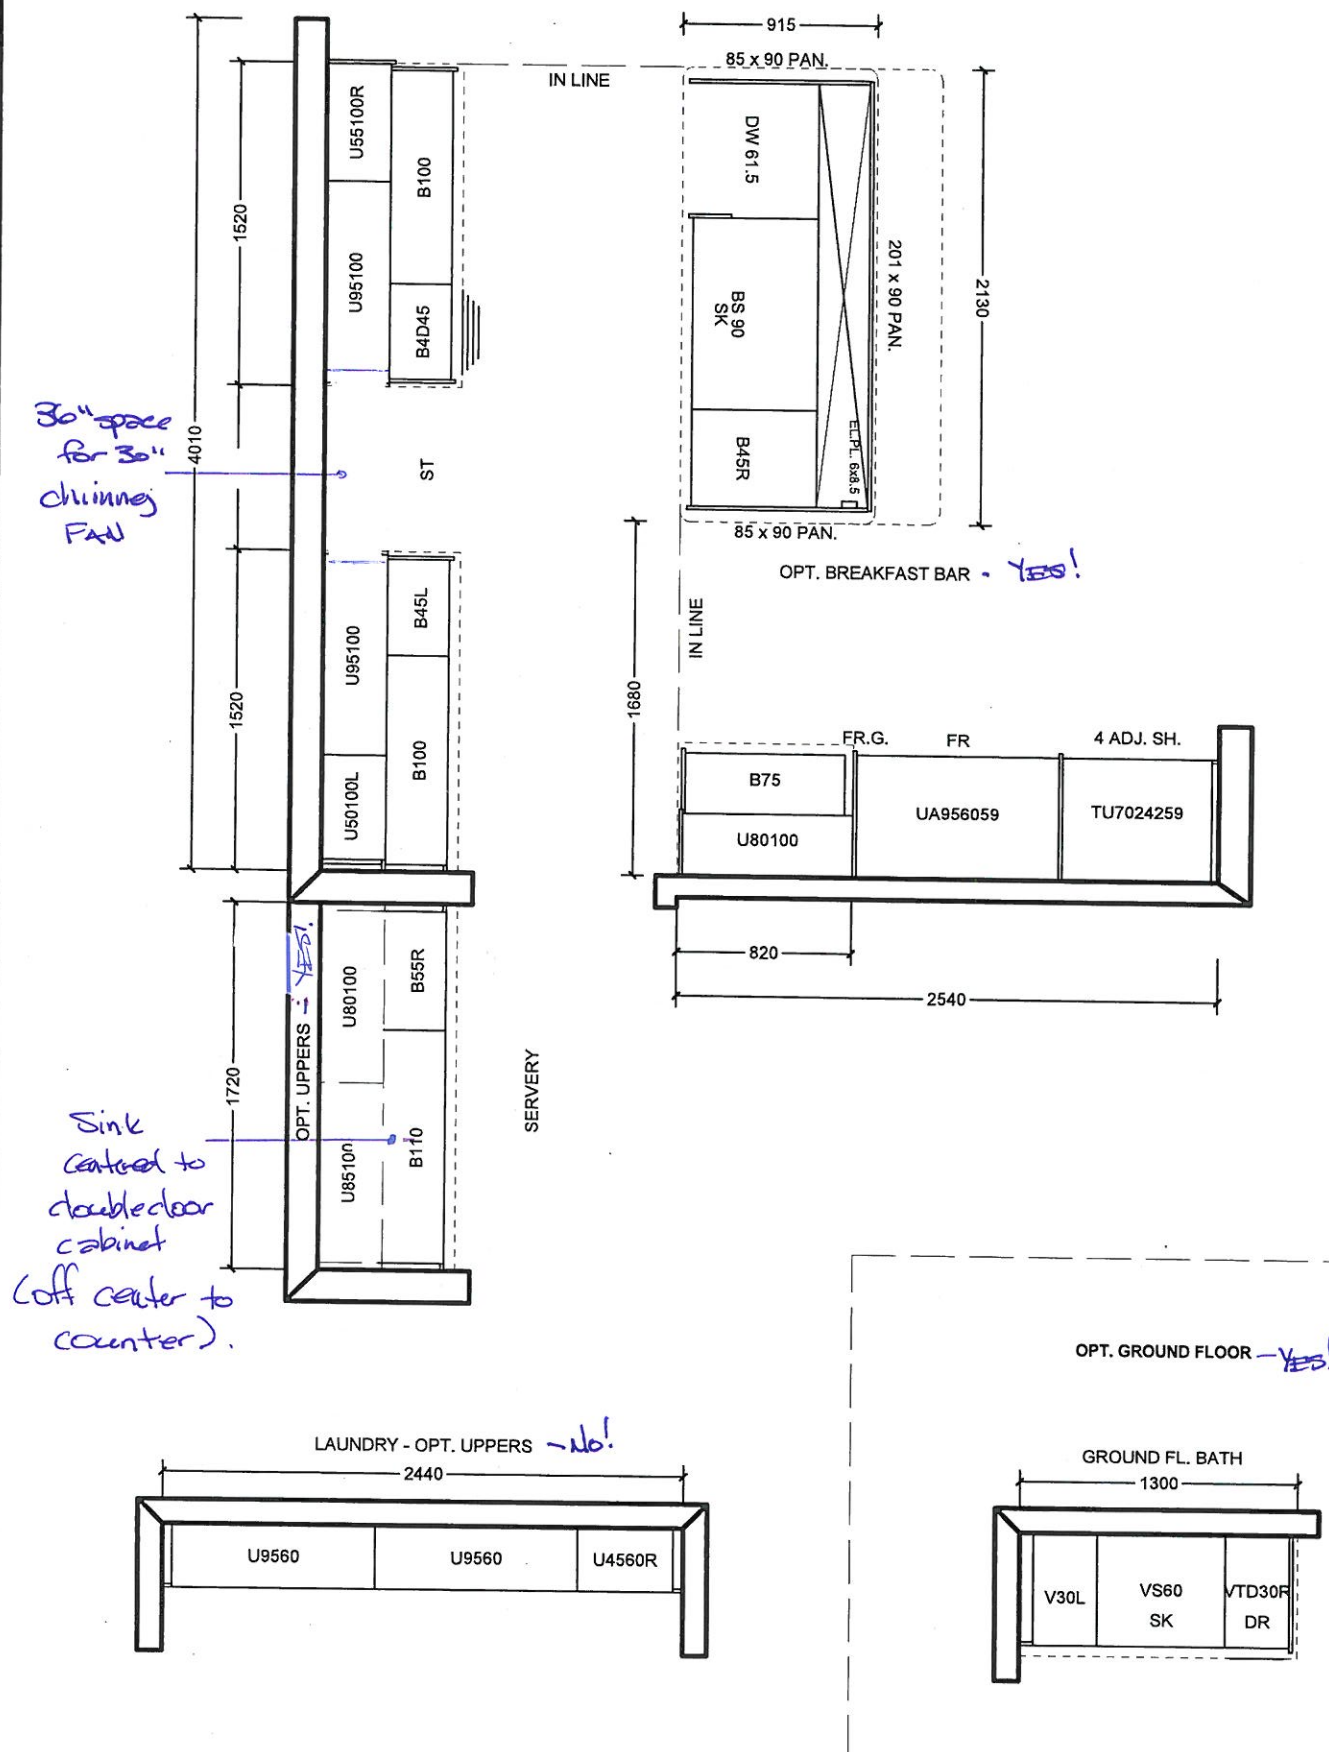 915
85 x 90 PAN.
IN LINE
4010
1520
U55100R
B100
U95100
B4D45
DW 61.5
BS 90
SK
B45R
EL.PL. 6x8.5
201 x 90 PAN.
2130
85 x 90 PAN.
36" space
for 30"
chimney
FAN
ST
OPT. BREAKFAST BAR - YES!
IN LINE
1680
1520
U95100
B45L
B100
U50100L
FR.G.
FR
4 ADJ. SH.
B75
U80100
UA956059
TU7024259
820
2540
1720
OPT. UPPERS - YES!
U80100
B55R
U85100
B110
SERVERY
Sink
centered to
double door
cabinet
(off center to
counter).
OPT. GROUND FLOOR - YES!
LAUNDRY - OPT. UPPERS - No!
2440
U9560
U9560
U4560R
GROUND FL. BATH
1300
V30L
VS60
SK
VTD30R
DR